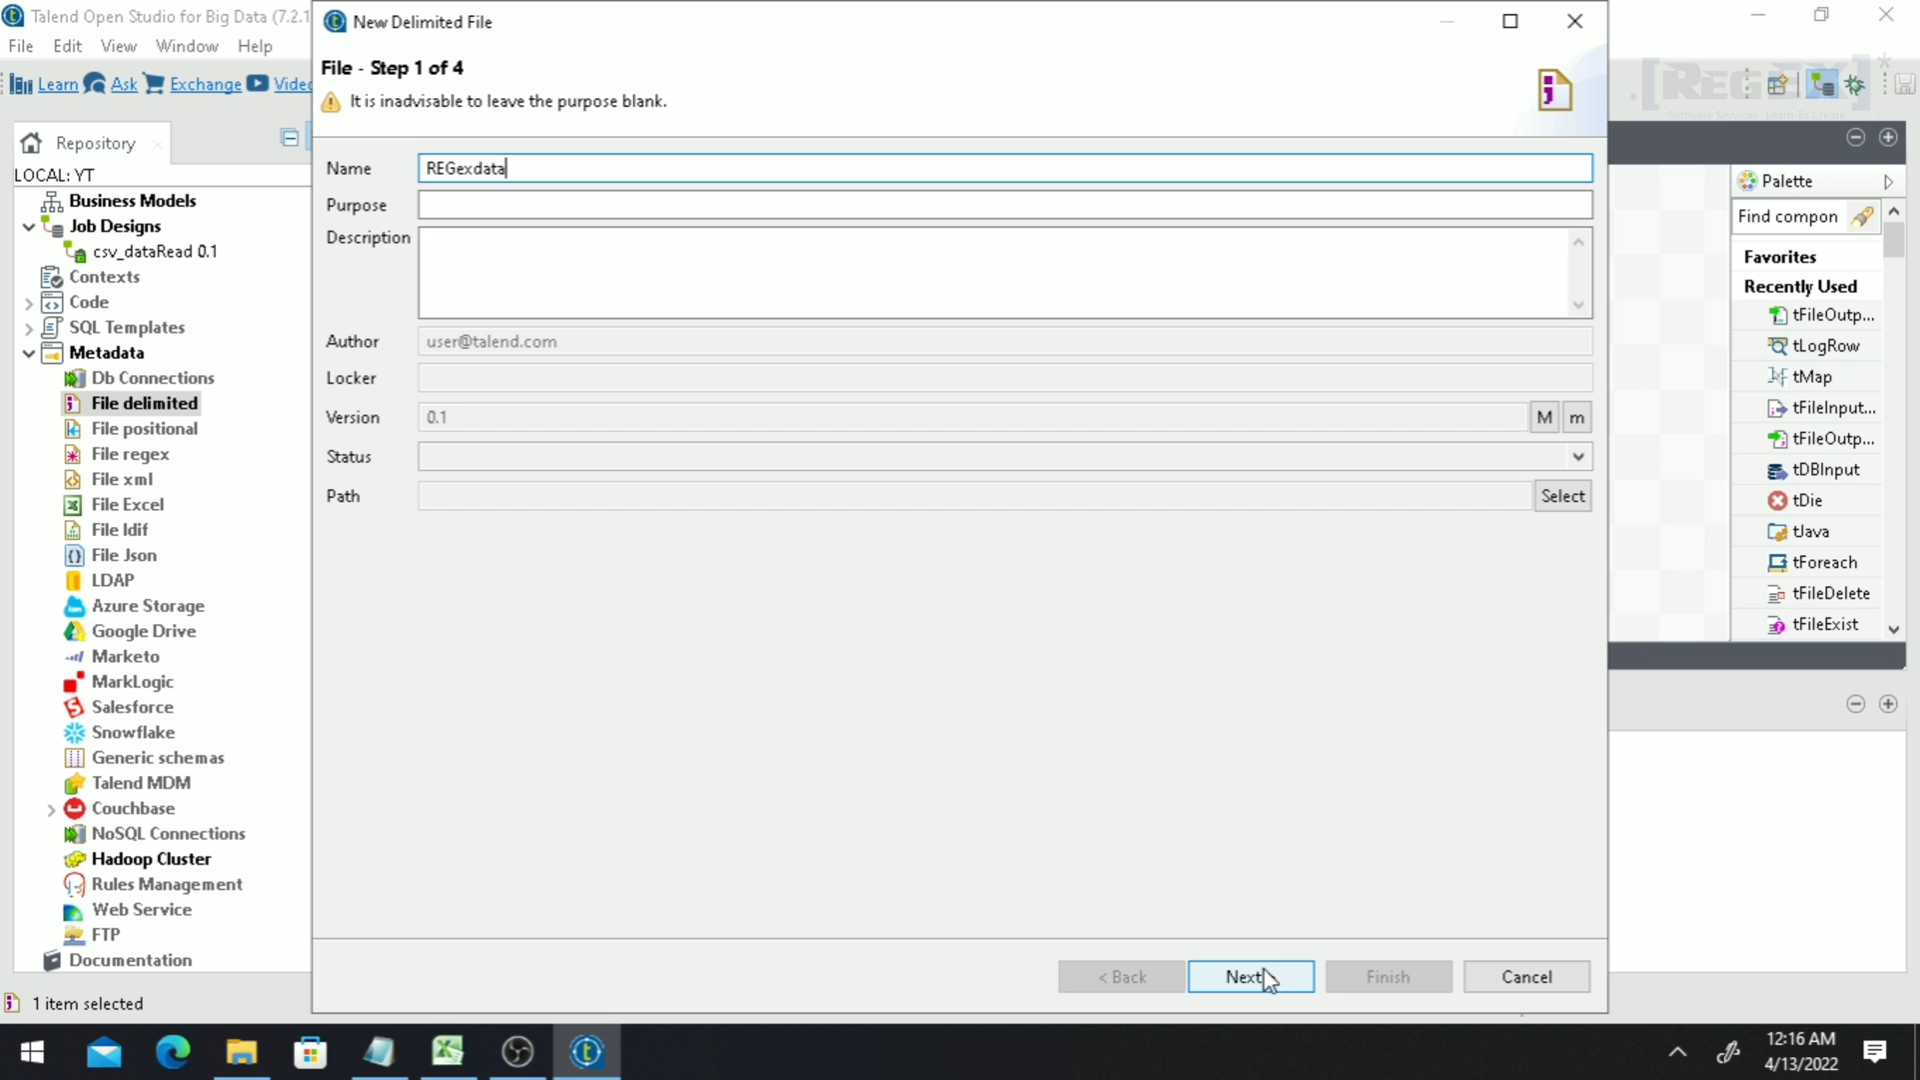 Talend Open Studio for Big Data (7.2.1
File Edit View Window Help
Learn Ask Exchange Video
Repository
LOCAL: YT
Business Models
Job Designs
csv_dataRead 0.1
Contexts
Code
SQL Templates
Metadata
Db Connections
File delimited
File positional
File regex
File xml
File Excel
File ldif
File Json
LDAP
Azure Storage
Google Drive
Marketo
MarkLogic
Salesforce
Snowflake
Generic schemas
Talend MDM
Couchbase
NoSQL Connections
Hadoop Cluster
Rules Management
Web Service
FTP
Documentation
1 item selected
New Delimited File
File - Step 1 of 4
It is inadvisable to leave the purpose blank.
Name REGexdata
Purpose
Description
Author user@talend.com
Locker
Version 0.1 M m
Status
Path Select
< Back Next Finish Cancel
.[RegEX]*
Software Services - Learn To Create
Palette
Find compon
Favorites
Recently Used
tFileOutp...
tLogRow
tMap
tFileInput...
tFileOutp...
tDBInput
tDie
tJava
tForeach
tFileDelete
tFileExist
12:16 AM
4/13/2022